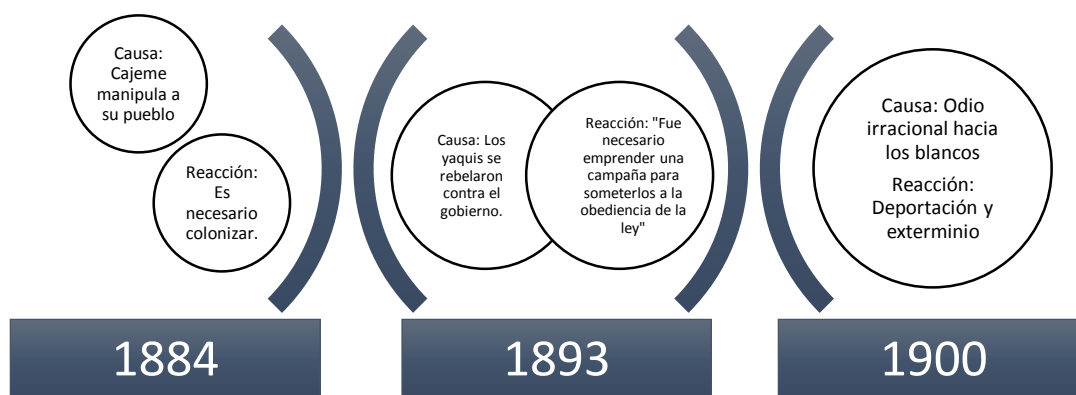 Causa:
Cajeme
manipula a
su pueblo
Reacción:
Es
necesario
colonizar.
1884
Causa: Los
yaquis se
rebelaron
contra el
gobierno.
Reacción: "Fue
necesario
emprender una
campaña para
someterlos a la
obediencia de la
ley"
1893
Causa: Odio
irracional hacia
los blancos
Reacción:
Deportación y
exterminio
1900